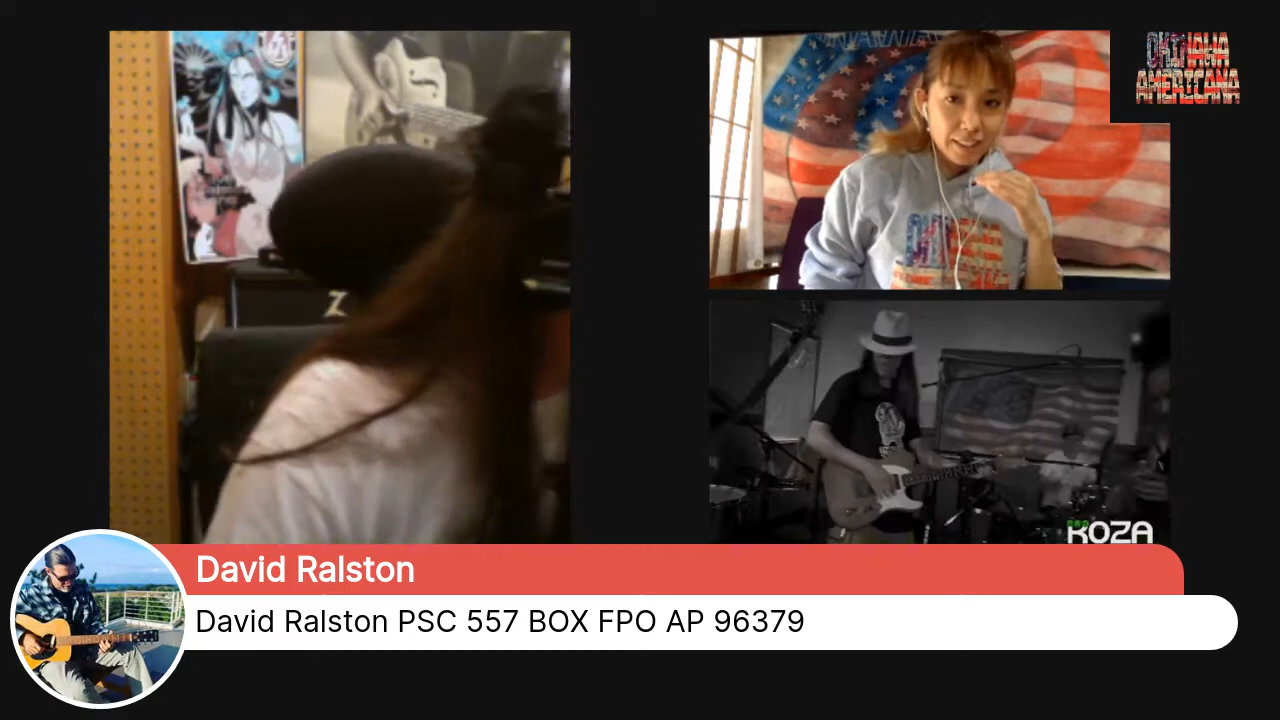 OKINAWA
AMERICANA
Z
KOZA
David Ralston
David Ralston PSC 557 BOX FPO AP 96379